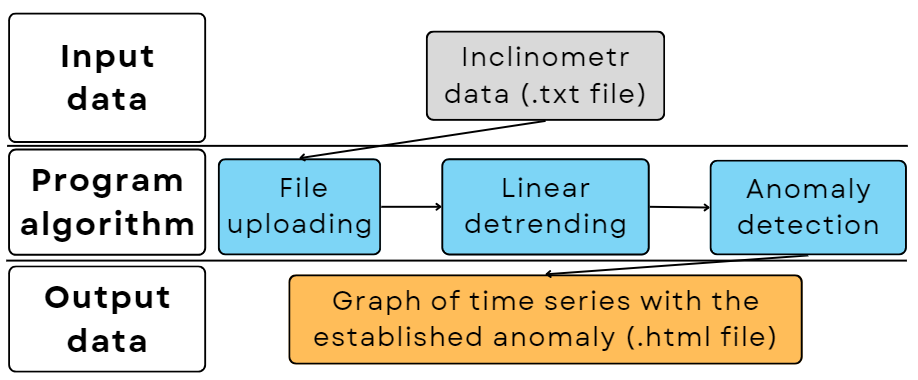 Input
data
Inclinometr
data (.txt file)
Program
algorithm
File
uploading
Linear
detrending
Anomaly
detection
Output
data
Graph of time series with the
established anomaly (.html file)